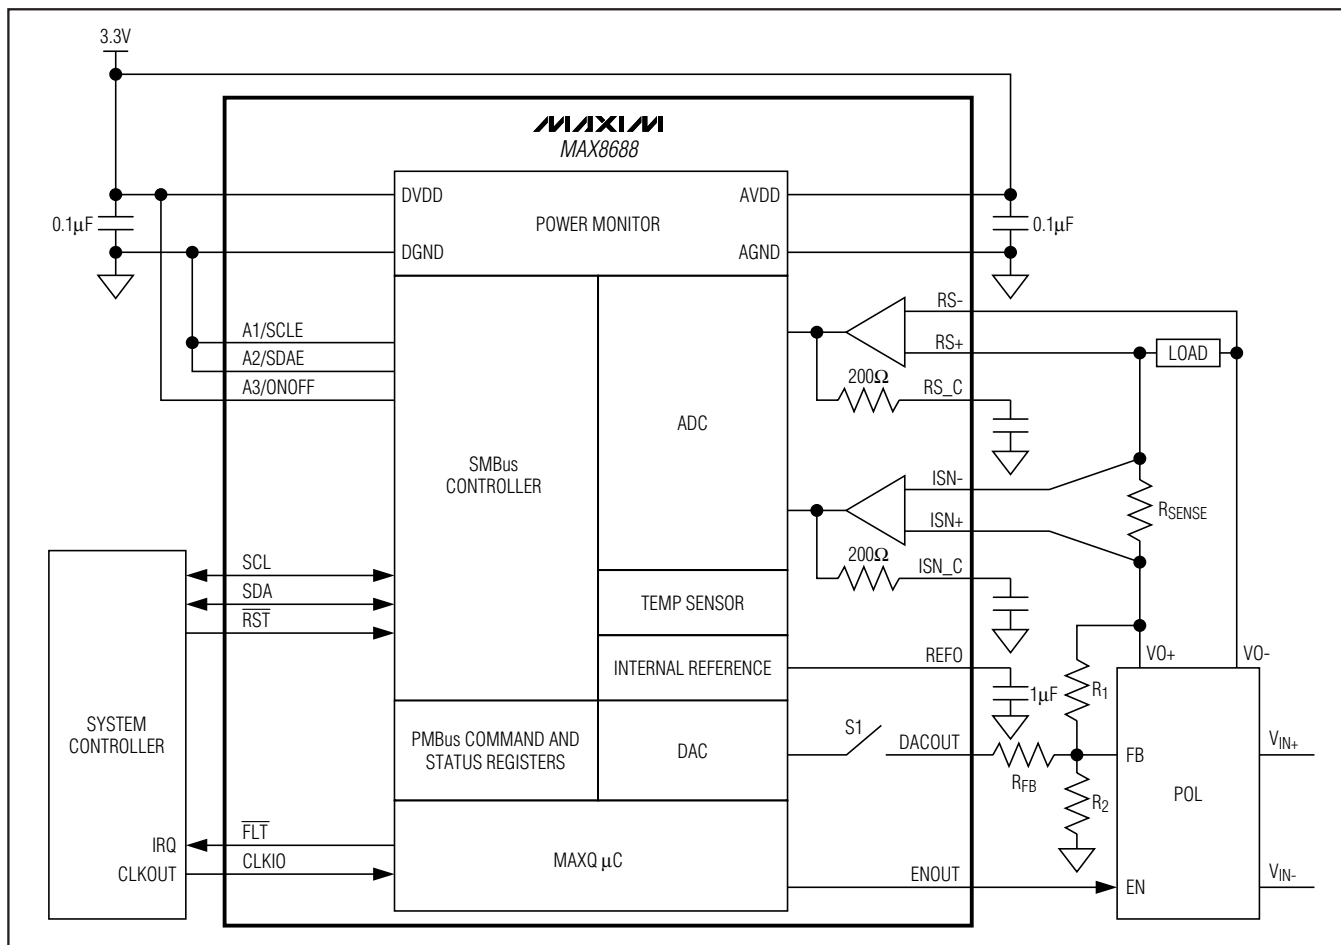 3.3V
MAXIM
MAX8688
DVDD
AVDD
POWER MONITOR
0.1µF
0.1µF
DGND
AGND
A1/SCLE
A2/SDAE
A3/ONOFF
RS-
RS+
LOAD
200Ω
RS_C
ADC
SMBus
CONTROLLER
ISN-
ISN+
RSENSE
200Ω
ISN_C
SCL
SDA
RST
TEMP SENSOR
INTERNAL REFERENCE
REFO
1µF
VO+
VO-
R1
SYSTEM
CONTROLLER
PMBus COMMAND AND
STATUS REGISTERS
DAC
S1
DACOUT
RFB
FB
R2
POL
VIN+
VIN-
IRQ
FLT
CLKOUT
CLKIO
MAXQ µC
ENOUT
EN